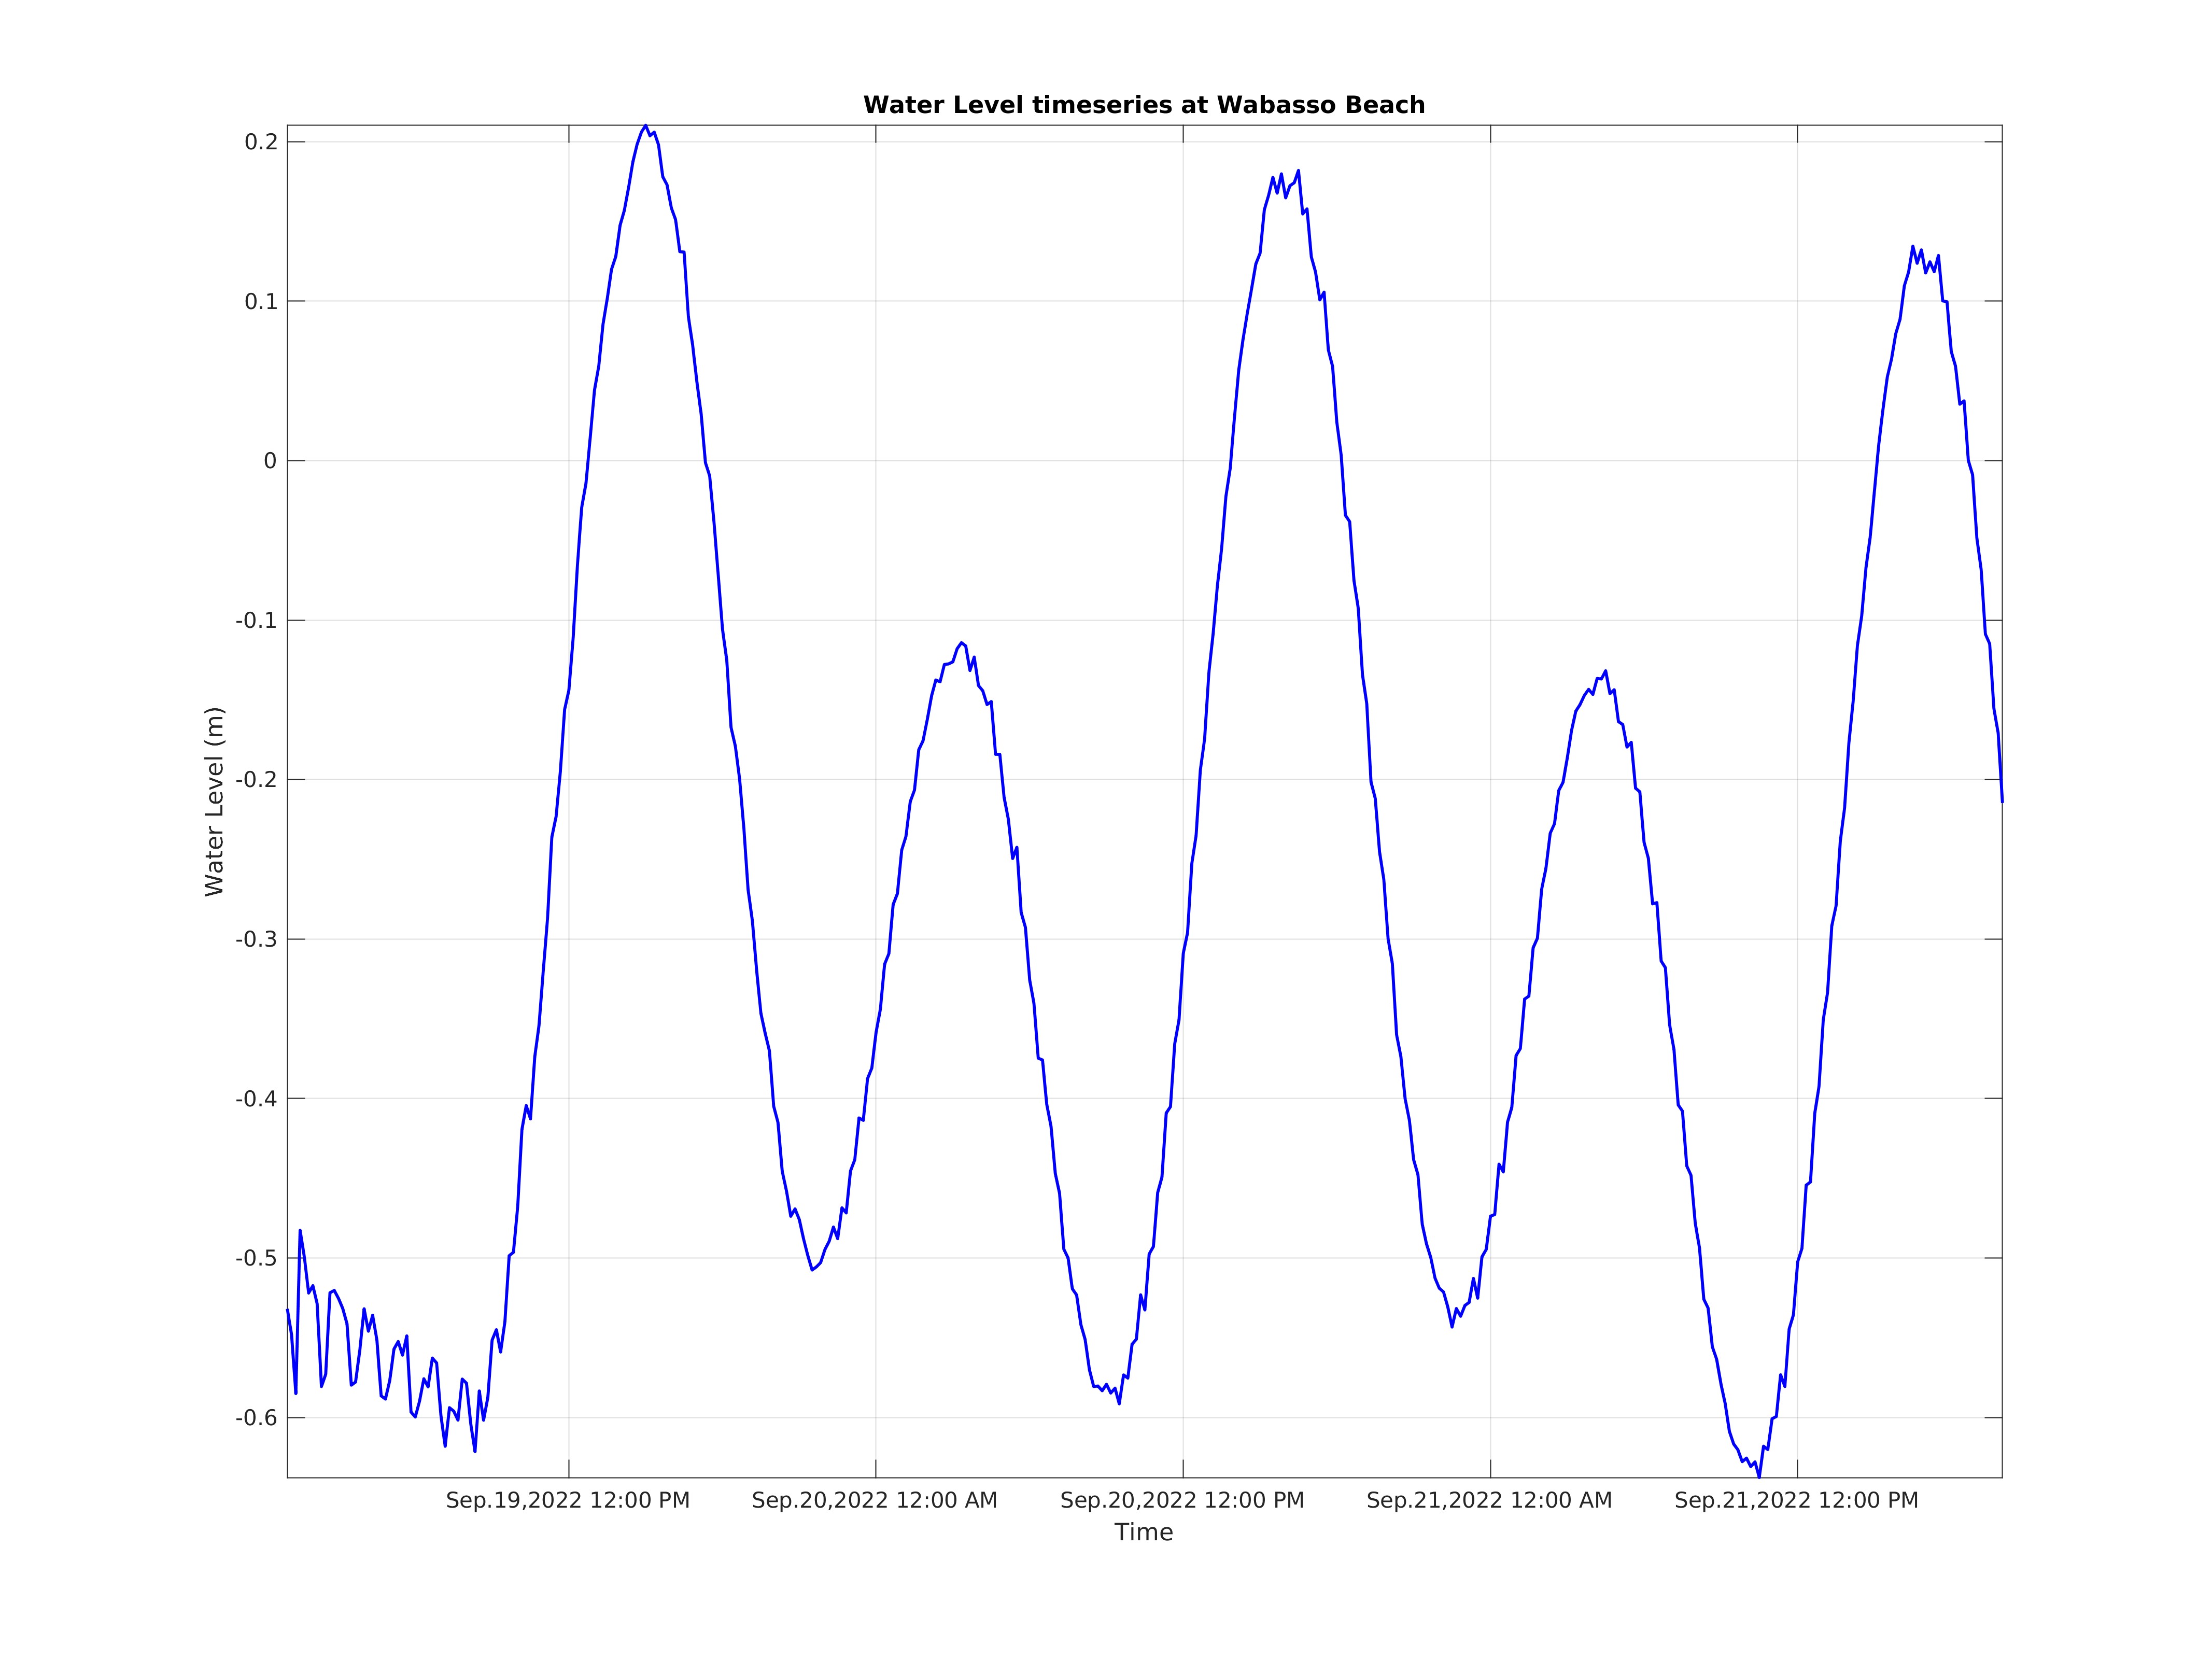 Water Level timeseries at Wabasso Beach
0.2
0.1
0
-0.1
-0.2
-0.3
-0.4
-0.5
-0.6
Water Level (m)
Sep.19,2022 12:00 PM
Sep.20,2022 12:00 AM
Sep.20,2022 12:00 PM
Sep.21,2022 12:00 AM
Sep.21,2022 12:00 PM
Time